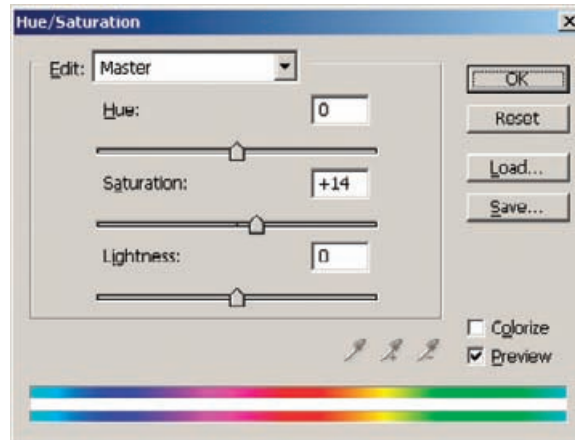 Hue/Saturation
Edit: Master
Hue: 0
Saturation: +14
Lightness: 0
OK
Reset
Load...
Save...
Colorize
Preview